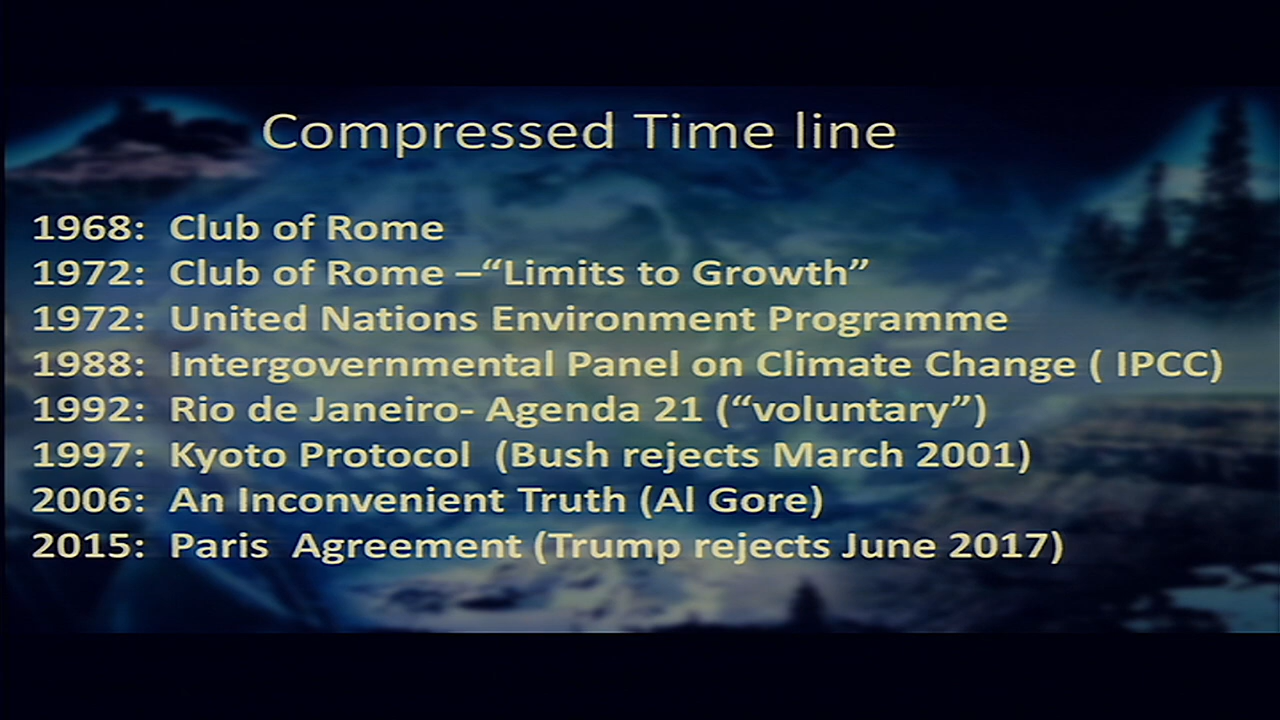 Compressed Time line
1968: Club of Rome
1972: Club of Rome –“Limits to Growth”
1972: United Nations Environment Programme
1988: Intergovernmental Panel on Climate Change ( IPCC)
1992: Rio de Janeiro- Agenda 21 (“voluntary”)
1997: Kyoto Protocol (Bush rejects March 2001)
2006: An Inconvenient Truth (Al Gore)
2015: Paris Agreement (Trump rejects June 2017)